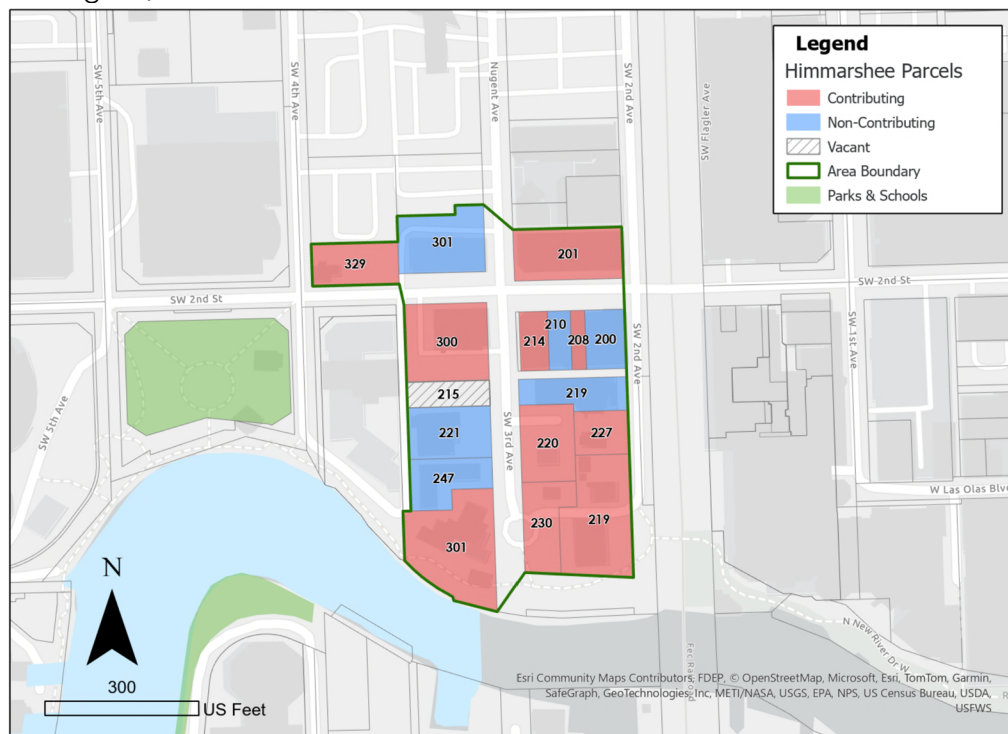 Legend
Himmarshee Parcels
Contributing
Non-Contributing
Vacant
Area Boundary
Parks & Schools
SW 5th Ave
SW 4th Ave
Nugent Ave
SW 2nd Ave
SW Flagler Ave
301
329
201
SW 2nd St
SW 2nd St
300
214
210
208
200
SW 2nd Ave
SW 1st Ave
215
219
SW 5th Ave
221
SW 3rd Ave
220
227
247
W Las Olas Blv
301
230
219
N
N New River Dr W
300
US Feet
Esri Community Maps Contributors, FDEP, © OpenStreetMap, Microsoft, Esri, TomTom, Garmin,
SafeGraph, GeoTechnologies, Inc, METI/NASA, USGS, EPA, NPS, US Census Bureau, USDA,
USFWS